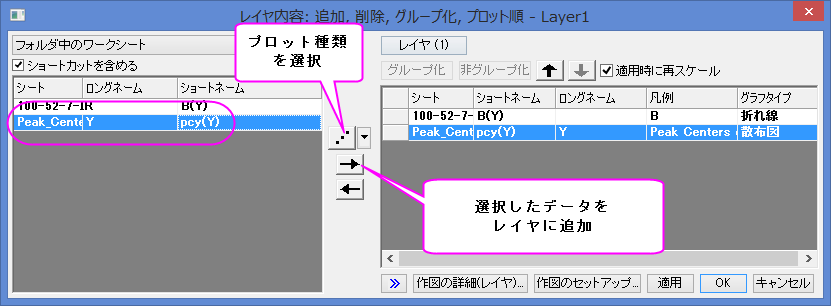 レイヤ内容: 追加, 削除, グループ化, プロット順 - Layer1
フォルダ中のワークシート
ショートカットを含める
シート ロングネーム ショートネーム
100-52-7-IR B(Y)
Peak_Cente Y pcy(Y)
プロット種類
を選択
選択したデータを
レイヤに追加
レイヤ(1)
グループ化 非グループ化 適用時に再スケール
シート ショートネーム ロングネーム 凡例 グラフタイプ
100-52-7- B(Y) B 折れ線
Peak_Cent pcy(Y) Y Peak Centers 散布図
作図の詳細(レイヤ)... 作図のセットアップ... 適用 OK キャンセル